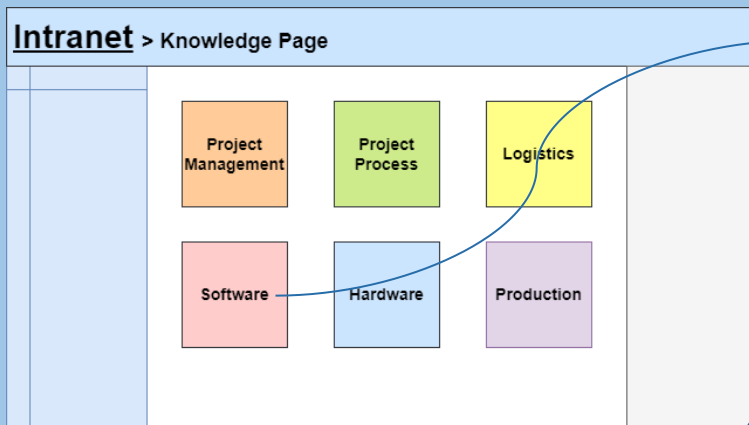 Intranet > Knowledge Page
Project
Management
Project
Process
Logistics
Software
Hardware
Production